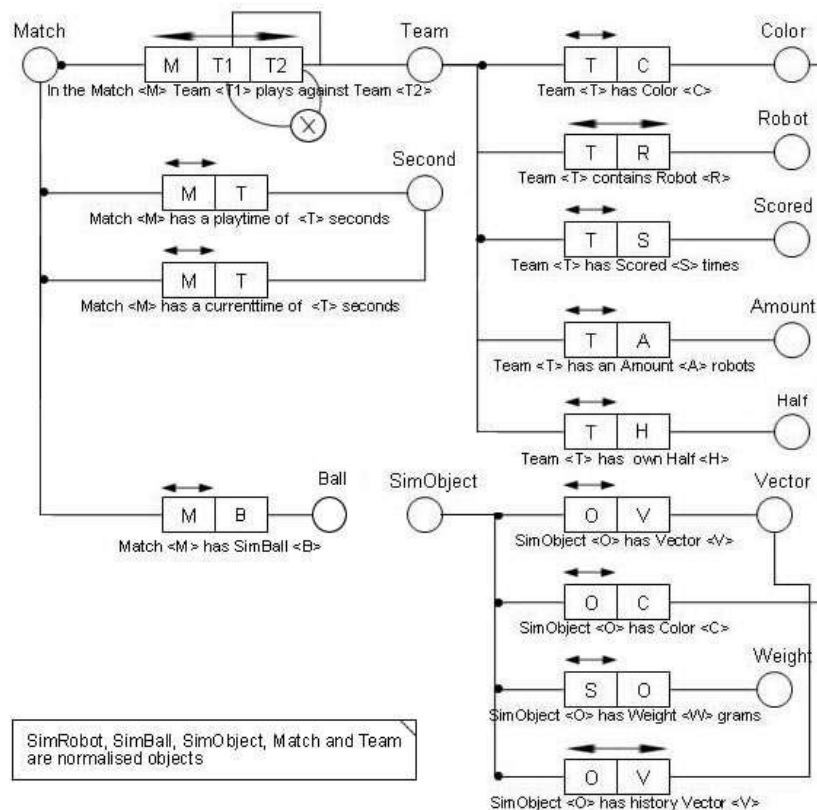 Match
M T1 T2
Team
In the Match <M> Team <T1> plays against Team <T2>
X
T C
Color
Team <T> has Color <C>
T R
Robot
Team <T> contains Robot <R>
Second
M T
Match <M> has a playtime of <T> seconds
T S
Scored
Team <T> has Scored <S> times
M T
Match <M> has a currenttime of <T> seconds
T A
Amount
Team <T> has an Amount <A> robots
T H
Half
Team <T> has own Half <H>
M B
Ball
Match <M> has SimBall <B>
SimObject
O V
Vector
SimObject <O> has Vector <V>
O C
SimObject <O> has Color <C>
S O
Weight
SimObject <O> has Weight <W> grams
O V
SimObject <O> has history Vector <V>
SimRobot, SimBall, SimObject, Match and Team
are normalised objects